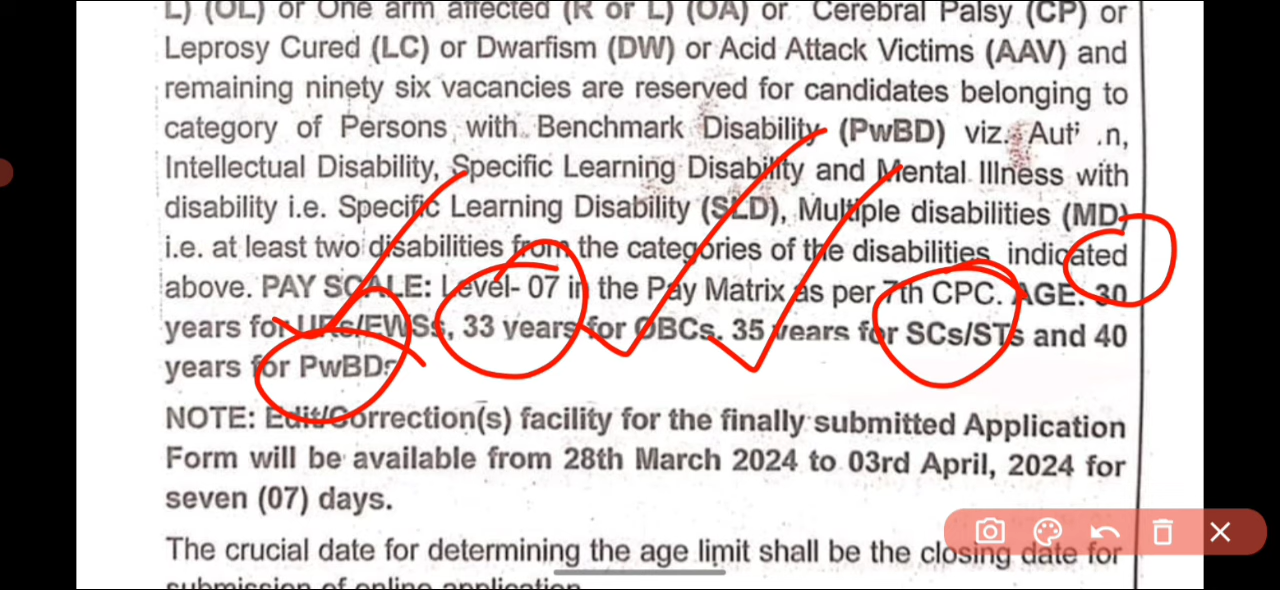 L) (OL) or One arm affected (R or L) (OA) or Cerebral Palsy (CP) or
Leprosy Cured (LC) or Dwarfism (DW) or Acid Attack Victims (AAV) and
remaining ninety six vacancies are reserved for candidates belonging to
category of Persons with Benchmark Disability (PwBD) viz.
Intellectual Disability, Specific Learning Disability and Mental Illness with
disability i.e. Specific Learning Disability (SLD), Multiple disabilities (MD)
i.e. at least two disabilities from the categories of the disabilities indicated
above. PAY SCALE: Level- 07 in the Pay Matrix as per 7th CPC. AGE: 30
years for URs/EWSs, 33 years for OBCs, 35 years for SCs/STs and 40
years for PwBDs
NOTE: Edit/Correction(s) facility for the finally submitted Application
Form will be available from 28th March 2024 to 03rd April, 2024 for
seven (07) days.
The crucial date for determining the age limit shall be the closing date for
submission of online application